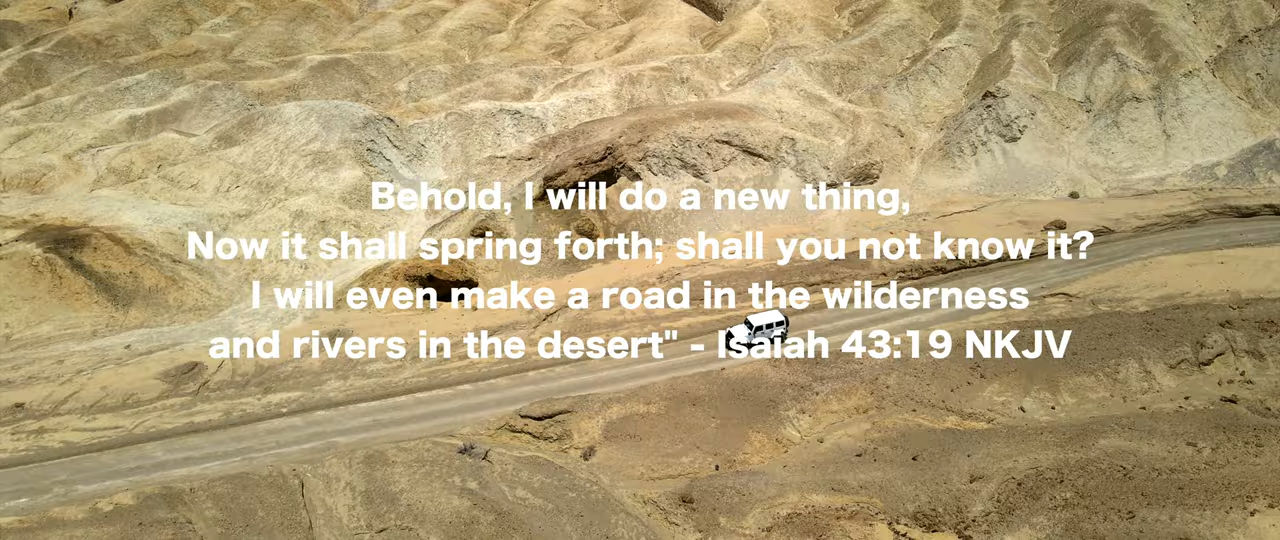 Behold, I will do a new thing,
Now it shall spring forth; shall you not know it?
I will even make a road in the wilderness
and rivers in the desert" - Isaiah 43:19 NKJV